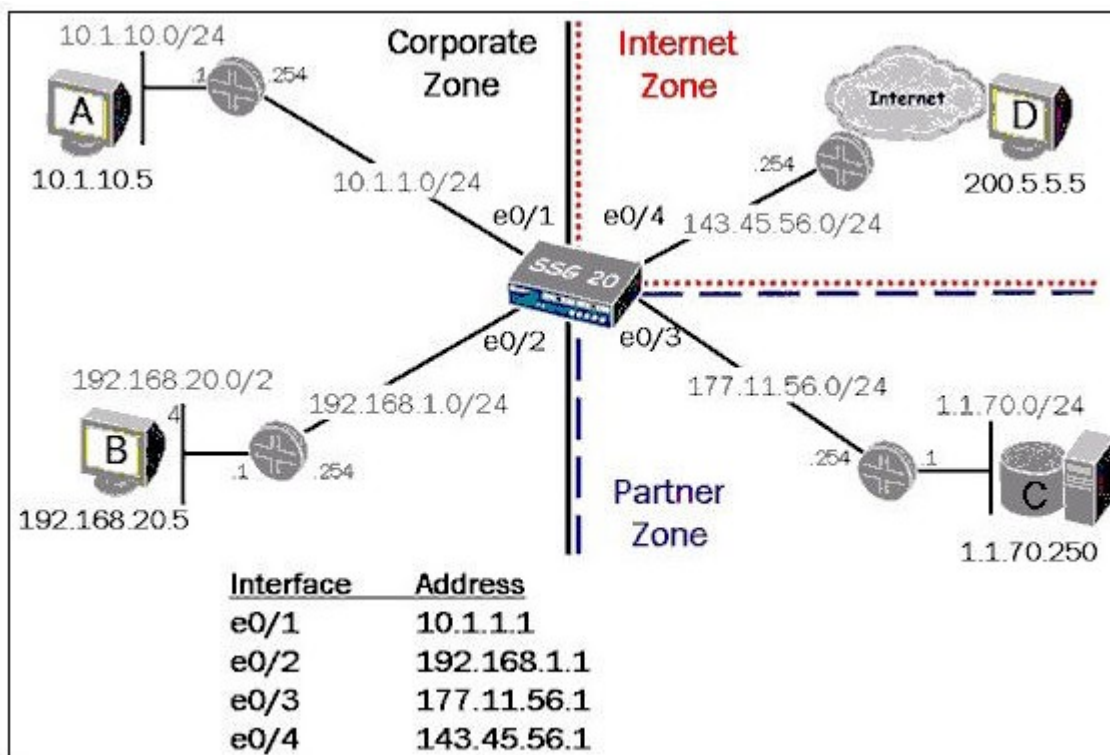 10.1.10.0/24
.1
.254
A
10.1.10.5
Corporate
Zone
Internet
Zone
Internet
D
.254
200.5.5.5
10.1.1.0/24
e0/1
e0/4
143.45.56.0/24
SSG 20
e0/2
e0/3
192.168.20.0/2
4
192.168.1.0/24
B
.1
.254
192.168.20.5
177.11.56.0/24
1.1.70.0/24
.254
.1
C
1.1.70.250
Partner
Zone
Interface Address
e0/1 10.1.1.1
e0/2 192.168.1.1
e0/3 177.11.56.1
e0/4 143.45.56.1